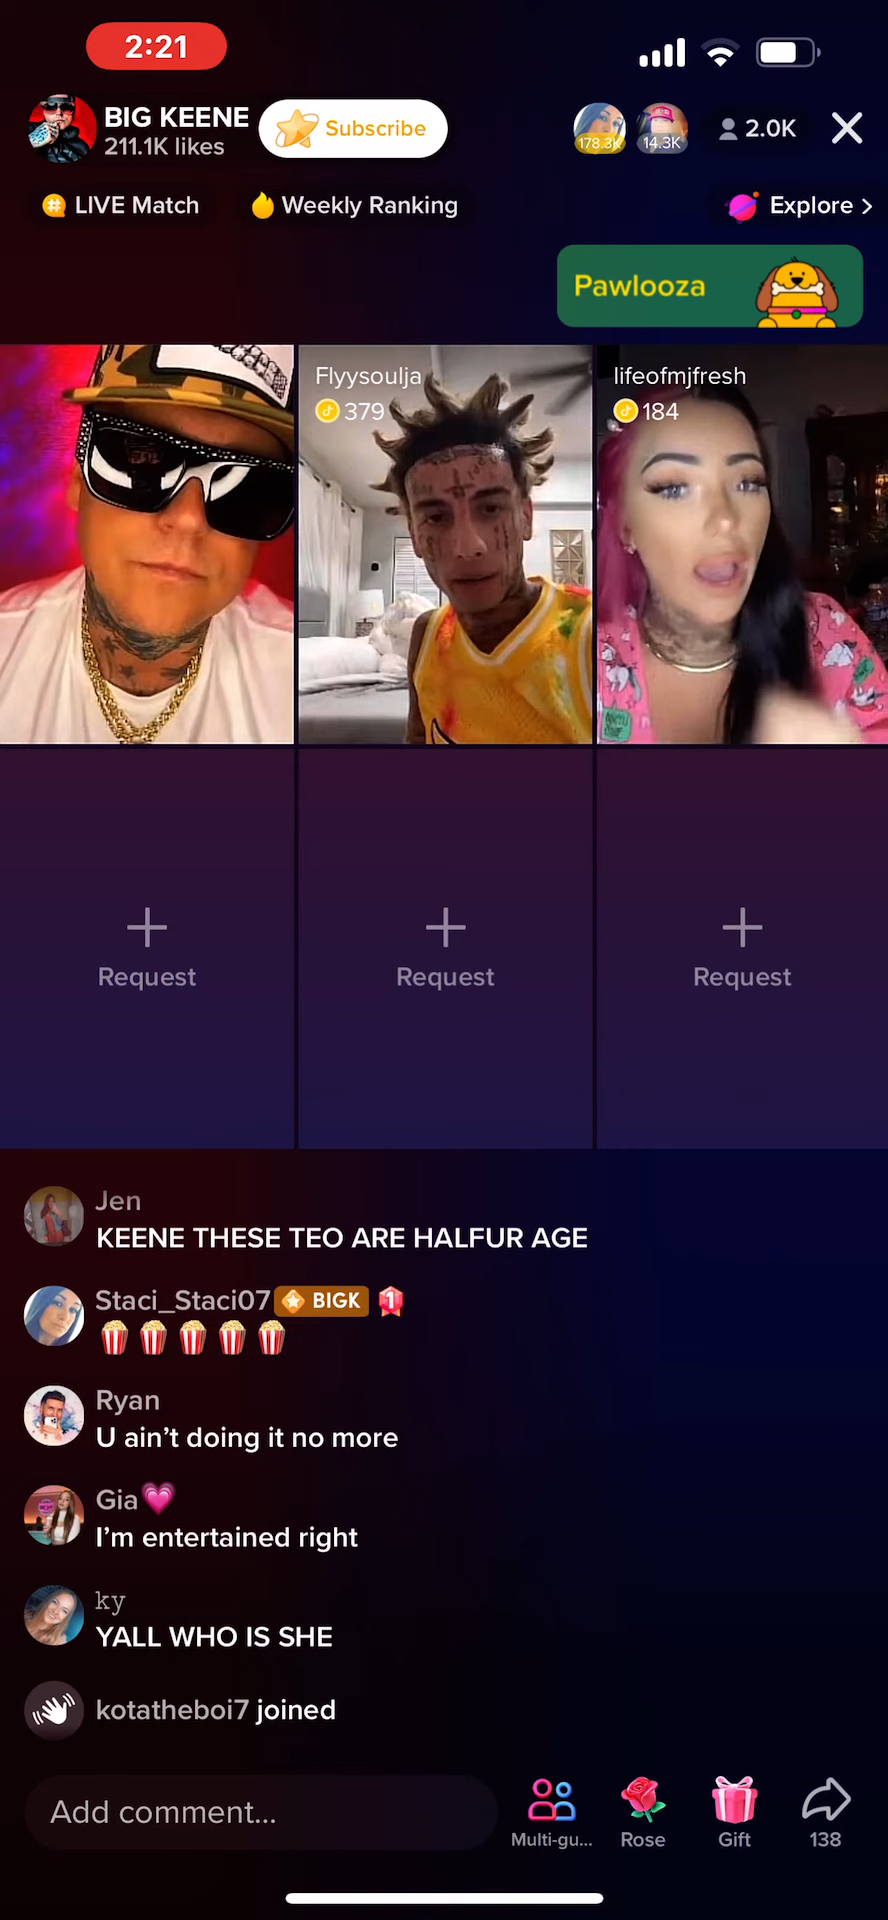 2:21
BIG KEENE
Subscribe
211.1K likes
178.3K
14.3K
2.0K
LIVE Match
Weekly Ranking
Explore >
Pawlooza
Flyysoulja
379
lifeofmjfresh
184
Request
Request
Request
Jen
KEENE THESE TEO ARE HALFUR AGE
Staci_Staci07 BIGK 1
🍿🍿🍿🍿🍿
Ryan
U ain't doing it no more
Gia💗
I'm entertained right
ky
YALL WHO IS SHE
kotatheboi7 joined
Add comment...
Multi-gu...
Rose
Gift
138